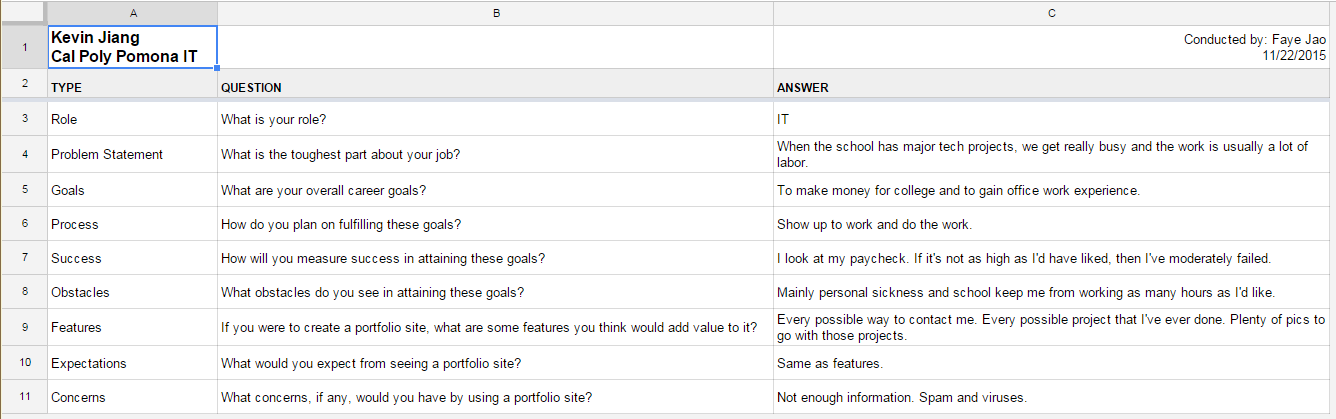 A B C
1 Kevin Jiang
Cal Poly Pomona IT
Conducted by: Faye Jao
11/22/2015
2 TYPE QUESTION ANSWER
3 Role What is your role? IT
4 Problem Statement What is the toughest part about your job? When the school has major tech projects, we get really busy and the work is usually a lot of
labor.
5 Goals What are your overall career goals? To make money for college and to gain office work experience.
6 Process How do you plan on fulfilling these goals? Show up to work and do the work.
7 Success How will you measure success in attaining these goals? I look at my paycheck. If it's not as high as I'd have liked, then I've moderately failed.
8 Obstacles What obstacles do you see in attaining these goals? Mainly personal sickness and school keep me from working as many hours as I'd like.
9 Features If you were to create a portfolio site, what are some features you think would add value to it? Every possible way to contact me. Every possible project that I've ever done. Plenty of pics to
go with those projects.
10 Expectations What would you expect from seeing a portfolio site? Same as features.
11 Concerns What concerns, if any, would you have by using a portfolio site? Not enough information. Spam and viruses.